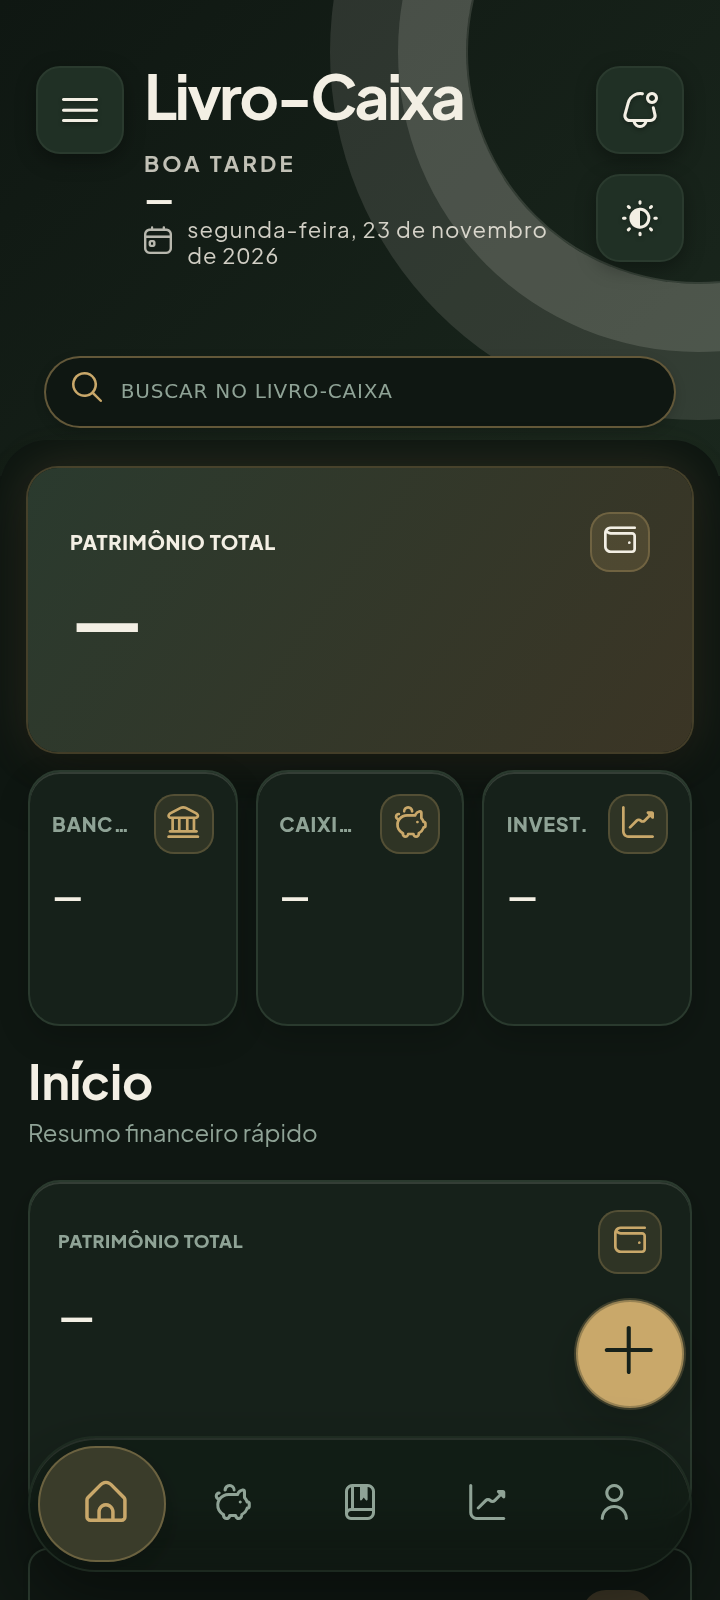 Livro-Caixa
BOA TARDE
—
segunda-feira, 23 de novembro
de 2026
BUSCAR NO LIVRO-CAIXA
PATRIMÔNIO TOTAL
—
BANC…
CAIXI…
INVEST.
—
—
—
Início
Resumo financeiro rápido
PATRIMÔNIO TOTAL
—